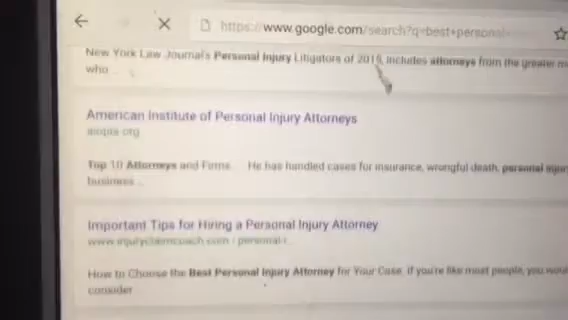 https://www.google.com/search?q=best+personal
New York Law Journal's Personal Injury Litigators of 2018, includes attorneys from the greater
who ...
American Institute of Personal Injury Attorneys
aiopia.org
Top 10 Attorneys and Firms ... He has handled cases for insurance, wrongful death, personal injury
business ...
Important Tips for Hiring a Personal Injury Attorney
www.injuryclaimcoach.com › personal-i...
How to Choose the Best Personal Injury Attorney for Your Case. If you're like most people, you would
consider